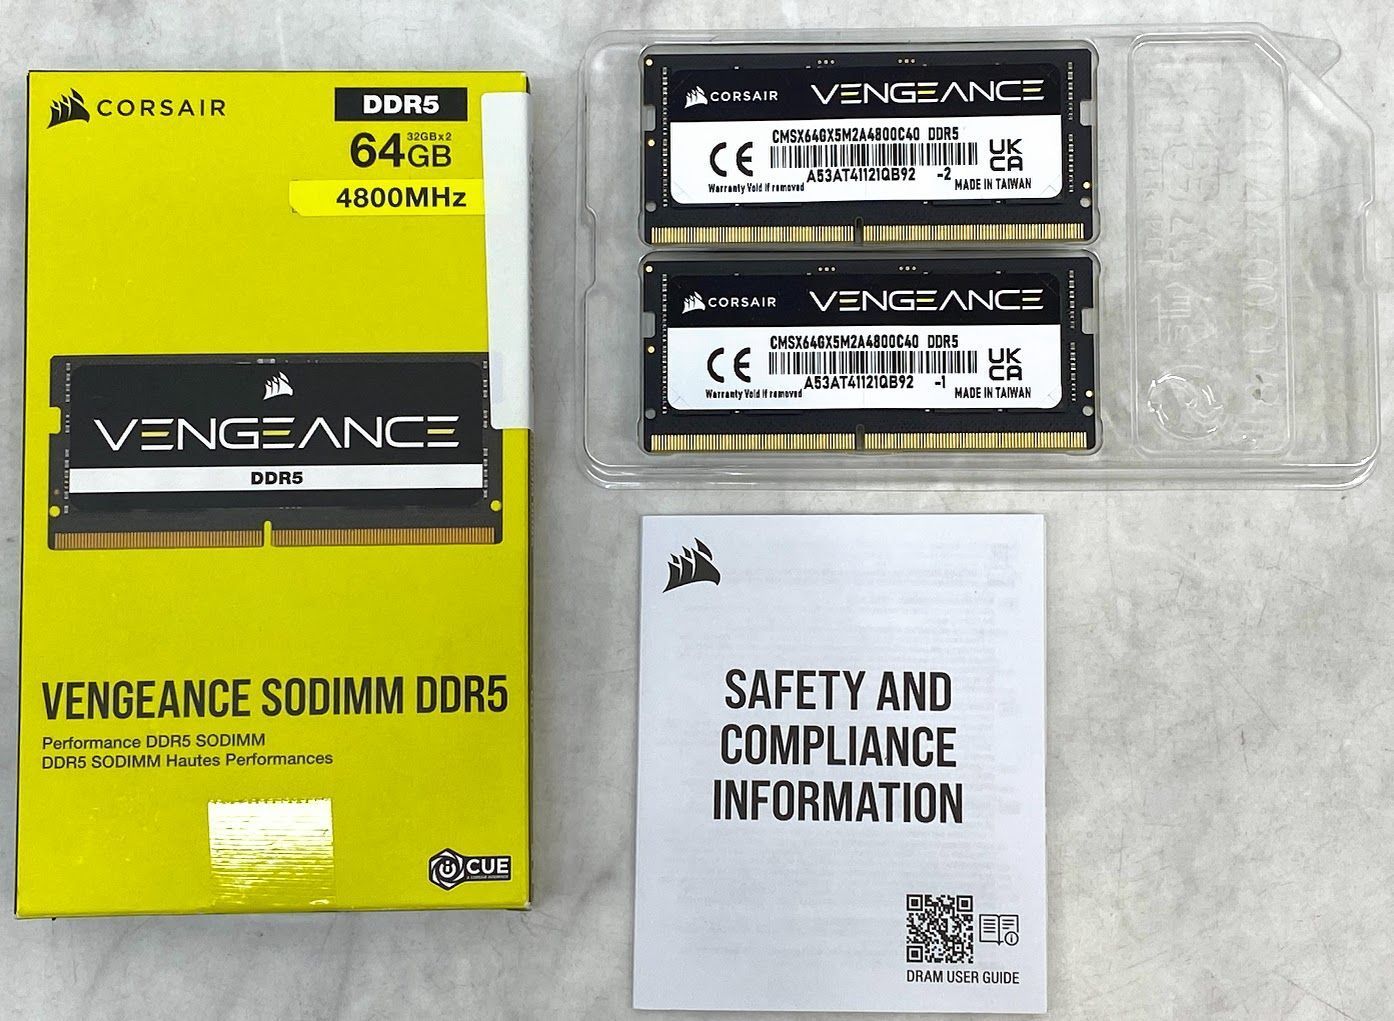 CORSAIR
DDR5
32GBx2
64GB
4800MHz
VENGEANCE
DDR5
VENGEANCE SODIMM DDR5
Performance DDR5 SODIMM
DDR5 SODIMM Hautes Performances
iCUE
CORSAIR VENGEANCE
CMSX64GX5M2A4800C40 DDR5
CE
UK
CA
A53AT41121QB92 -2
Warranty Void if removed
MADE IN TAIWAN
CORSAIR VENGEANCE
CMSX64GX5M2A4800C40 DDR5
CE
UK
CA
A53AT41121QB92 -1
Warranty Void if removed
MADE IN TAIWAN
SAFETY AND
COMPLIANCE
INFORMATION
DRAM USER GUIDE